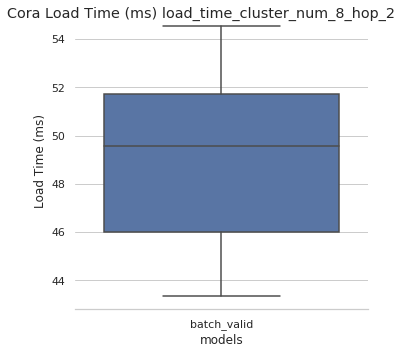 Cora Load Time (ms) load_time_cluster_num_8_hop_2
54
52
50
48
46
44
Load Time (ms)
batch_valid
models